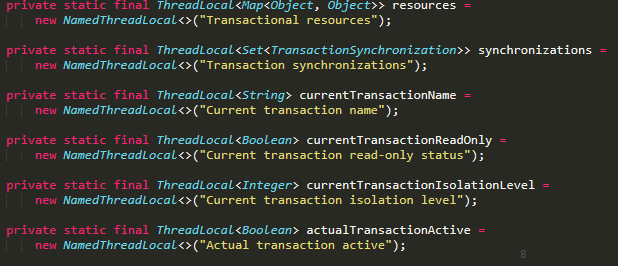 private static final ThreadLocal<Map<Object, Object>> resources =
new NamedThreadLocal<>("Transactional resources");
private static final ThreadLocal<Set<TransactionSynchronization>> synchronizations =
new NamedThreadLocal<>("Transaction synchronizations");
private static final ThreadLocal<String> currentTransactionName =
new NamedThreadLocal<>("Current transaction name");
private static final ThreadLocal<Boolean> currentTransactionReadOnly =
new NamedThreadLocal<>("Current transaction read-only status");
private static final ThreadLocal<Integer> currentTransactionIsolationLevel =
new NamedThreadLocal<>("Current transaction isolation level");
private static final ThreadLocal<Boolean> actualTransactionActive =
new NamedThreadLocal<>("Actual transaction active");
8